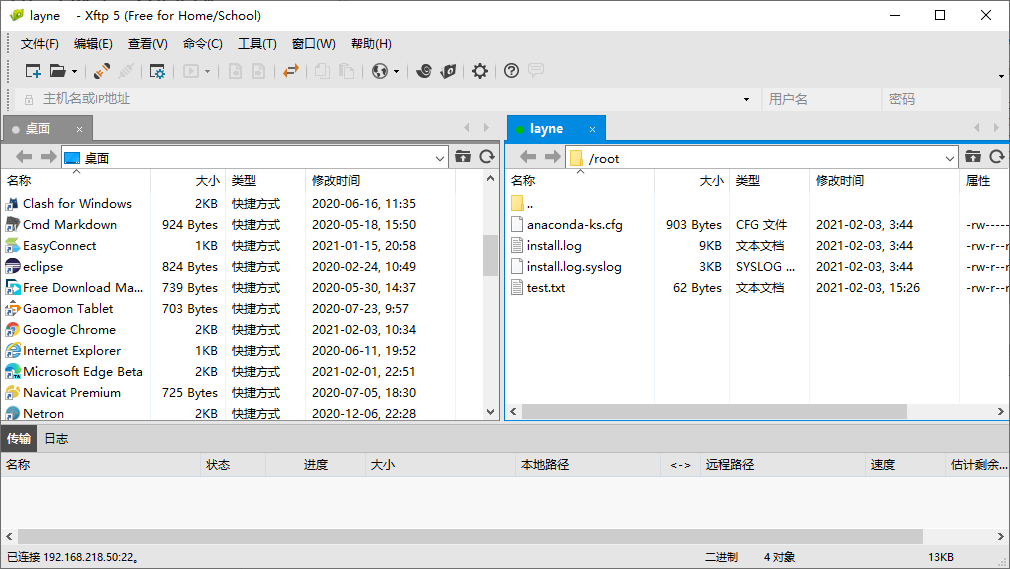 layne - Xftp 5 (Free for Home/School)
文件(F) 编辑(E) 查看(V) 命令(C) 工具(T) 窗口(W) 帮助(H)
主机名或IP地址 用户名 密码
桌面 × layne ×
桌面 /root
名称 大小 类型 修改时间 名称 大小 类型 修改时间 属性
Clash for Windows 2KB 快捷方式 2020-06-16, 11:35 ..
Cmd Markdown 924 Bytes 快捷方式 2020-05-18, 15:50 anaconda-ks.cfg 903 Bytes CFG 文件 2021-02-03, 3:44 -rw-----
EasyConnect 1KB 快捷方式 2021-01-15, 20:58 install.log 9KB 文本文档 2021-02-03, 3:44 -rw-r--r
eclipse 824 Bytes 快捷方式 2020-02-24, 10:49 install.log.syslog 3KB SYSLOG ... 2021-02-03, 3:44 -rw-r--r
Free Download Ma... 739 Bytes 快捷方式 2020-05-30, 14:37 test.txt 62 Bytes 文本文档 2021-02-03, 15:26 -rw-r--r
Gaomon Tablet 703 Bytes 快捷方式 2020-07-23, 9:57
Google Chrome 2KB 快捷方式 2021-02-03, 10:34
Internet Explorer 1KB 快捷方式 2020-06-11, 19:52
Microsoft Edge Beta 2KB 快捷方式 2021-02-01, 22:51
Navicat Premium 725 Bytes 快捷方式 2020-07-05, 18:30
Netron 2KB 快捷方式 2020-12-06, 22:28
传输 日志
名称 状态 进度 大小 本地路径 <-> 远程路径 速度 估计剩余...
已连接 192.168.218.50:22。 二进制 4 对象 13KB